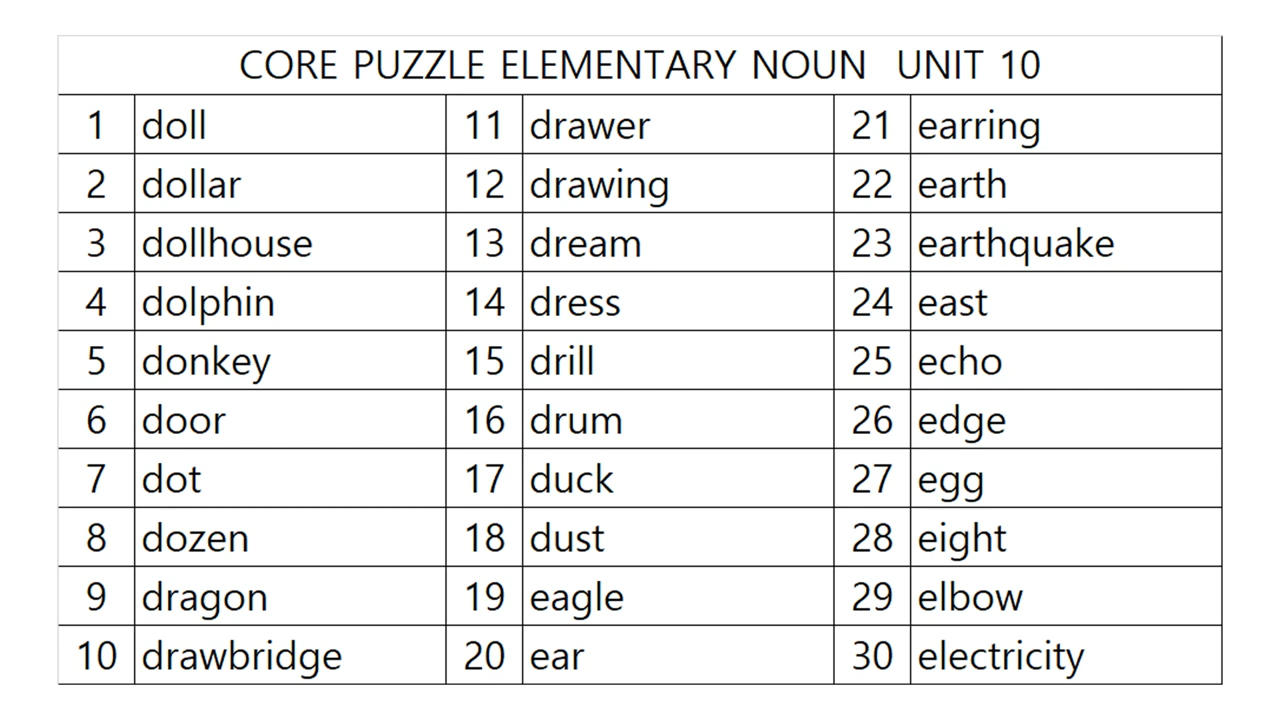 CORE PUZZLE ELEMENTARY NOUN  UNIT 10
1 doll 11 drawer 21 earring
2 dollar 12 drawing 22 earth
3 dollhouse 13 dream 23 earthquake
4 dolphin 14 dress 24 east
5 donkey 15 drill 25 echo
6 door 16 drum 26 edge
7 dot 17 duck 27 egg
8 dozen 18 dust 28 eight
9 dragon 19 eagle 29 elbow
10 drawbridge 20 ear 30 electricity